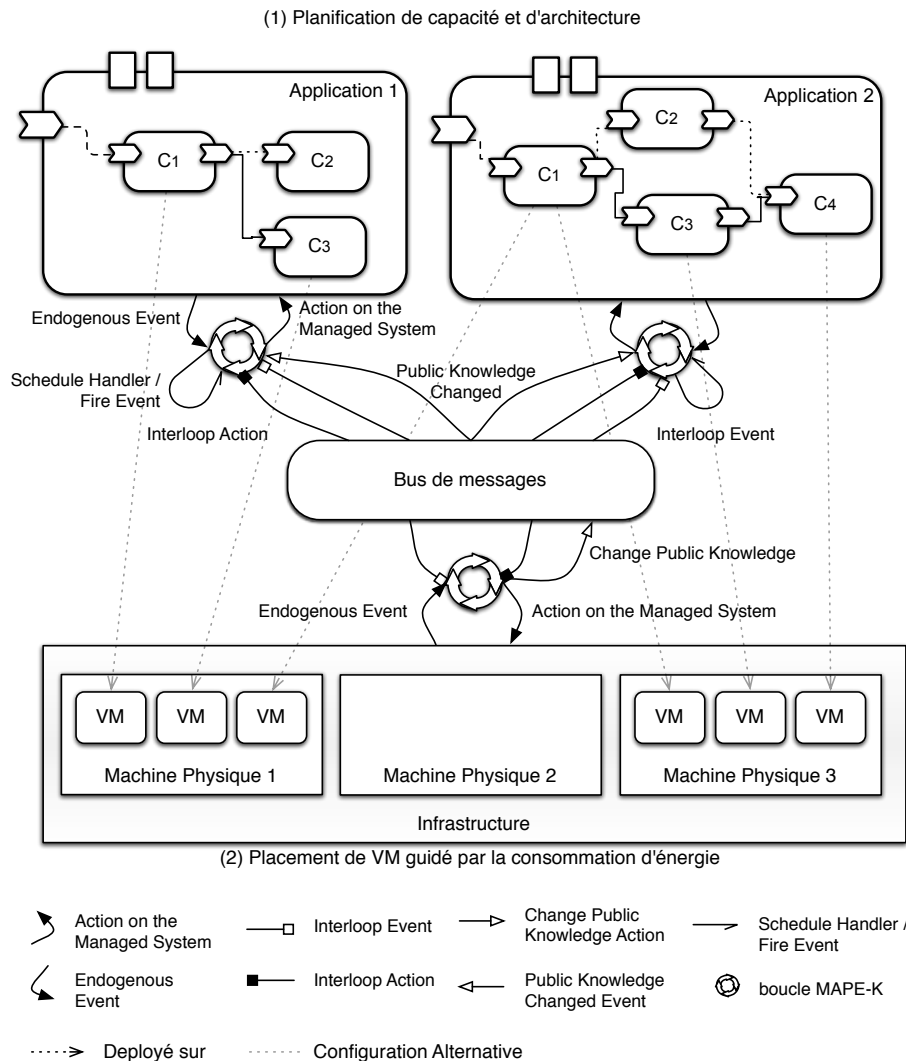 (1) Planification de capacité et d'architecture
Application 1
Application 2
C1
C2
C3
C1
C2
C3
C4
Endogenous Event
Action on the
Managed System
Schedule Handler /
Fire Event
Public Knowledge
Changed
Interloop Action
Interloop Event
Bus de messages
Change Public Knowledge
Endogenous Event
Action on the Managed System
VM
VM
VM
VM
VM
VM
Machine Physique 1
Machine Physique 2
Machine Physique 3
Infrastructure
(2) Placement de VM guidé par la consommation d'énergie
Action on the
Managed System
Interloop Event
Change Public
Knowledge Action
Schedule Handler /
Fire Event
Endogenous
Event
Interloop Action
Public Knowledge
Changed Event
boucle MAPE-K
Deployé sur
Configuration Alternative